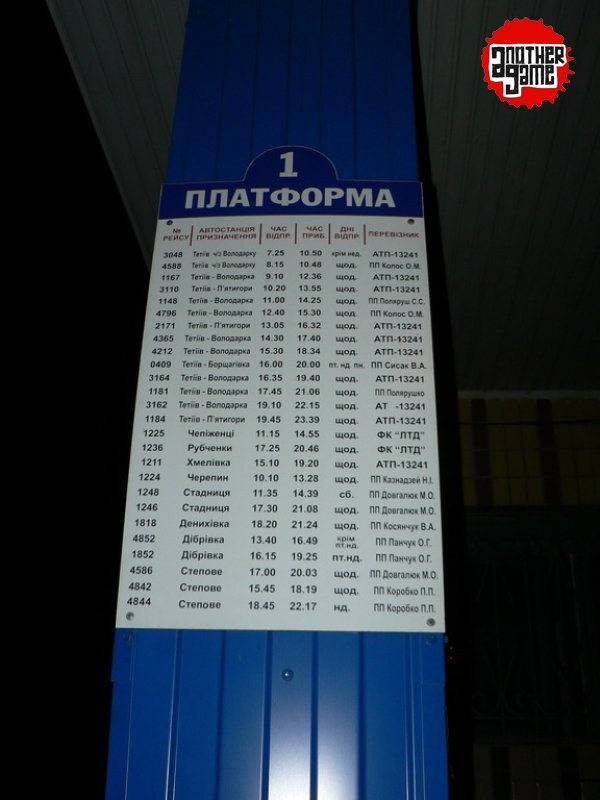 another
a game
1
ПЛАТФОРМА
№ РЕЙСУ АВТОСТАНЦІЯ ПРИЗНАЧЕННЯ ЧАС ВІДПР. ЧАС ПРИБ. ДНІ ВІДПР. ПЕРЕВІЗНИК
3048 Тетіїв ч/з Володарку 7.25 10.50 крім нед. АТП-13241
4588 Тетіїв ч/з Володарку 8.15 10.48 щод. ПП Колос О.М.
1167 Тетіїв - Володарка 9.10 12.36 щод. АТП-13241
3110 Тетіїв - П'ятигори 10.20 13.55 щод. АТП-13241
1148 Тетіїв - Володарка 11.00 14.25 щод. ПП Поляруш С.С.
4796 Тетіїв - Володарка 12.40 15.30 щод. ПП Колос О.М.
2171 Тетіїв - П'ятигори 13.05 16.32 щод. АТП-13241
4365 Тетіїв - Володарка 14.30 17.40 щод. АТП-13241
4212 Тетіїв - Володарка 15.30 18.34 щод. АТП-13241
0409 Тетіїв - Борщагівка 16.00 20.00 пт. нд. пн. ПП Сисак В.А.
3164 Тетіїв - Володарка 16.35 19.40 щод. АТП-13241
1181 Тетіїв - Володарка 17.45 21.06 щод. ПП Полярушко
3162 Тетіїв - Володарка 19.10 22.15 щод. АТ -13241
1184 Тетіїв - П'ятигори 19.45 23.39 щод. АТП-13241
1225 Чепіженці 11.15 14.55 щод. ФК "ЛТД"
1236 Рубченки 17.25 20.46 щод. ФК "ЛТД"
1211 Хмелівка 15.10 19.20 щод. АТП-13241
1224 Черепин 10.10 13.28 щод. ПП Казнадзей Н.І.
1248 Стадниця 11.35 14.39 сб. ПП Довгалюк М.О.
1246 Стадниця 17.30 21.08 щод. ПП Довгалюк М.О.
1818 Денихівка 18.20 21.24 щод. ПП Косянчук В.А.
4852 Дібрівка 13.40 16.49 крім пт.нд. ПП Панчук О.Г.
1852 Дібрівка 16.15 19.25 пт.нд. ПП Панчук О.Г.
4586 Степове 17.00 20.03 щод. ПП Довгалюк М.О.
4842 Степове 15.45 18.19 щод. ПП Коробко П.П.
4844 Степове 18.45 22.17 нд. ПП Коробко П.П.